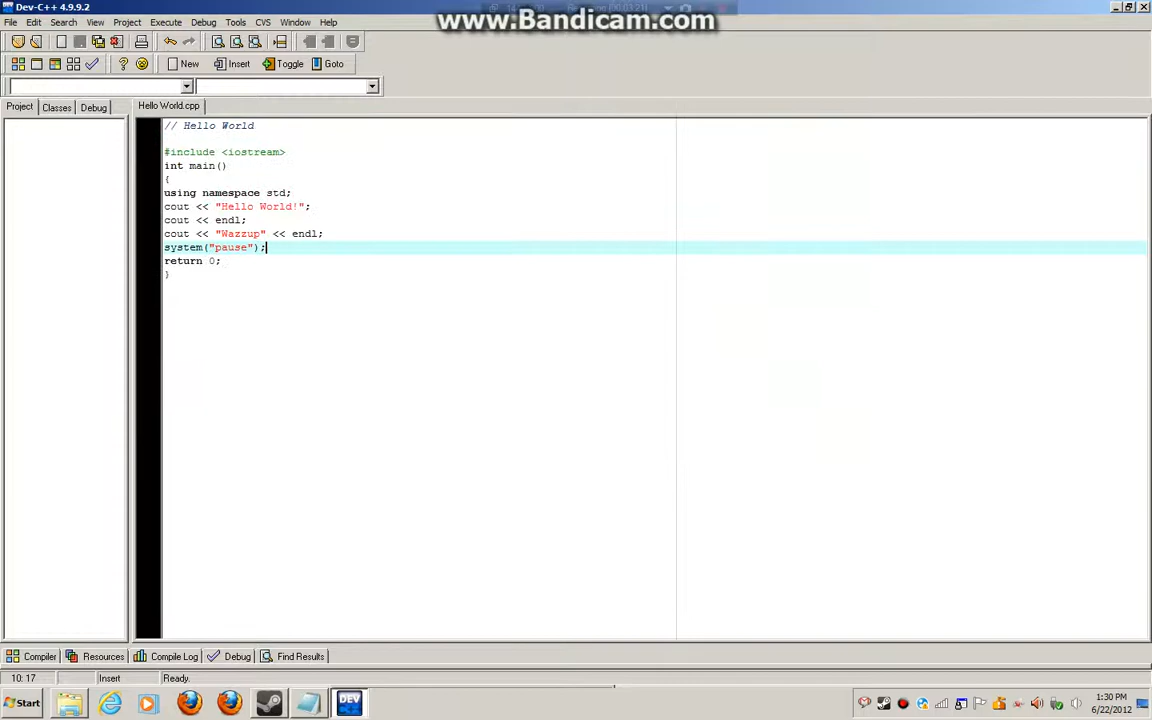 Dev-C++ 4.9.9.2
www.Bandicam.com
File Edit Search View Project Execute Debug Tools CVS Window Help
New Insert Toggle Goto
Project Classes Debug Hello World.cpp
// Hello World
#include <iostream>
int main()
{
using namespace std;
cout << "Hello World!";
cout << endl;
cout << "Wazzup" << endl;
system("pause");
return 0;
}
Compiler Resources Compile Log Debug Find Results
10: 17 Insert Ready.
Start DEV 1:30 PM
6/22/2012